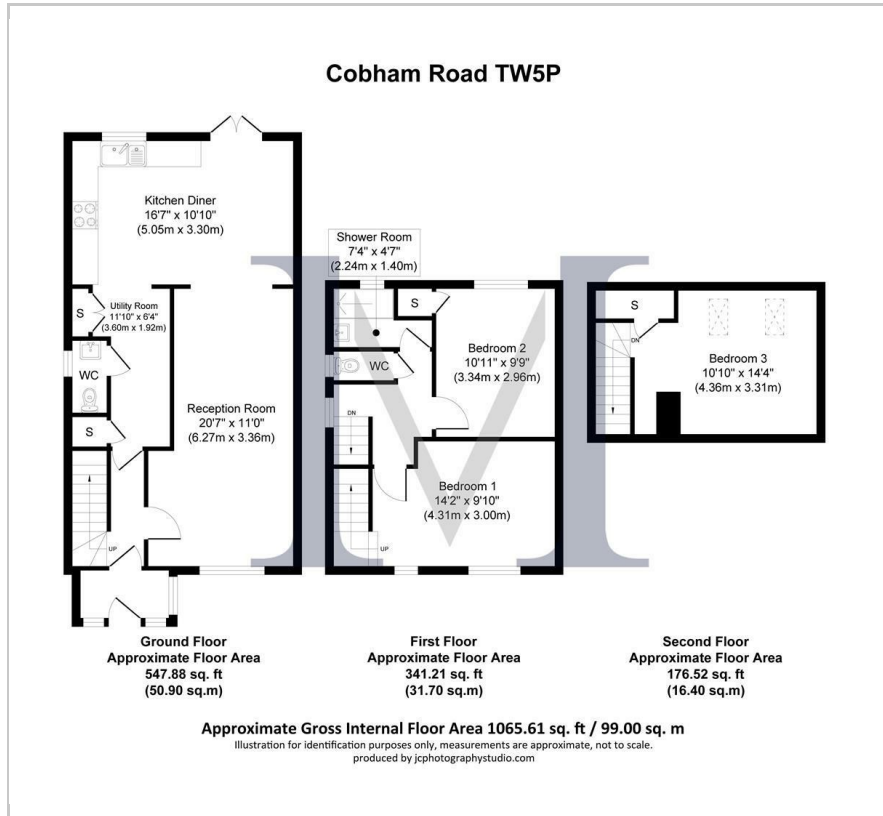 Cobham Road TW5P
Kitchen Diner
16'7" x 10'10"
(5.05m x 3.30m)
Shower Room
7'4" x 4'7"
(2.24m x 1.40m)
S
Utility Room
11'10" x 6'4"
(3.60m x 1.92m)
WC
S
Reception Room
20'7" x 11'0"
(6.27m x 3.36m)
UP
S
WC
Bedroom 2
10'11" x 9'9"
(3.34m x 2.96m)
DN
Bedroom 1
14'2" x 9'10"
(4.31m x 3.00m)
UP
S
DN
Bedroom 3
10'10" x 14'4"
(4.36m x 3.31m)
Ground Floor
Approximate Floor Area
547.88 sq. ft
(50.90 sq.m)
First Floor
Approximate Floor Area
341.21 sq. ft
(31.70 sq.m)
Second Floor
Approximate Floor Area
176.52 sq. ft
(16.40 sq.m)
Approximate Gross Internal Floor Area 1065.61 sq. ft / 99.00 sq. m
Illustration for identification purposes only, measurements are approximate, not to scale.
produced by jcphotographystudio.com